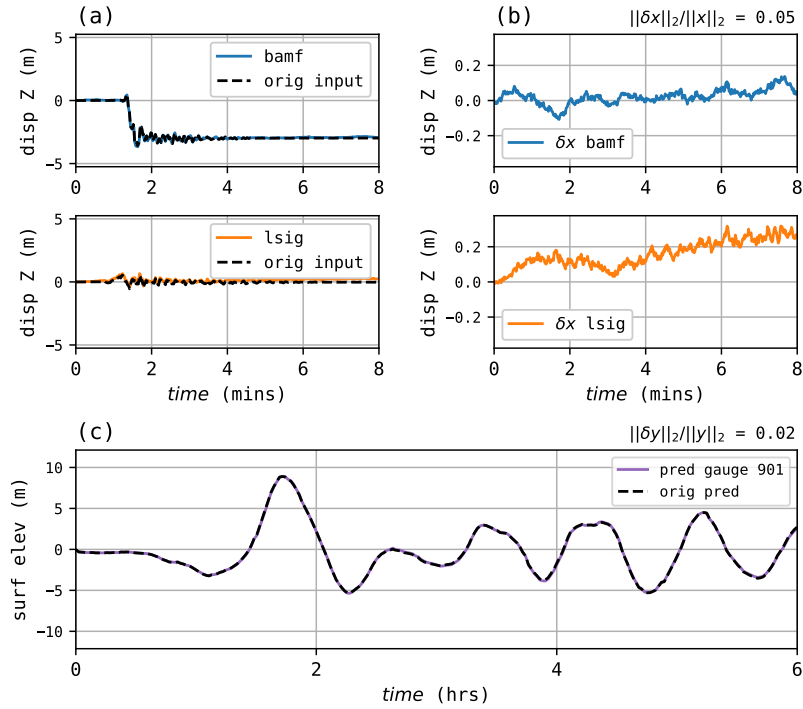 (a)
5
0
−5
disp Z (m)
bamf
orig input
0 2 4 6 8
5
0
−5
disp Z (m)
lsig
orig input
0 2 4 6 8
time (mins)
(b)
||δx||₂/||x||₂ = 0.05
0.2
0.0
−0.2
disp Z (m)
δx bamf
0 2 4 6 8
0.2
0.0
−0.2
disp Z (m)
δx lsig
0 2 4 6 8
time (mins)
(c)
||δy||₂/||y||₂ = 0.02
10
5
0
−5
−10
surf elev (m)
pred gauge 901
orig pred
0 2 4 6
time (hrs)